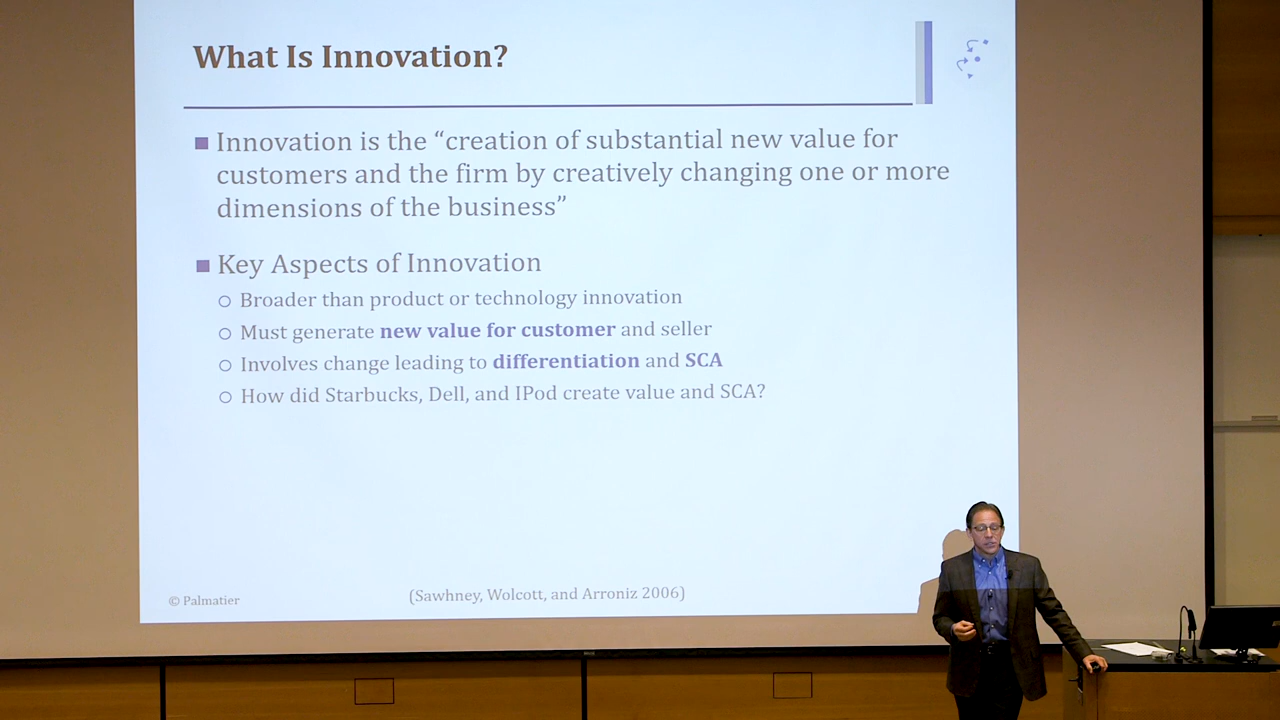 What Is Innovation?
Innovation is the “creation of substantial new value for
customers and the firm by creatively changing one or more
dimensions of the business”
Key Aspects of Innovation
Broader than product or technology innovation
Must generate new value for customer and seller
Involves change leading to differentiation and SCA
How did Starbucks, Dell, and IPod create value and SCA?
© Palmatier
(Sawhney, Wolcott, and Arroniz 2006)